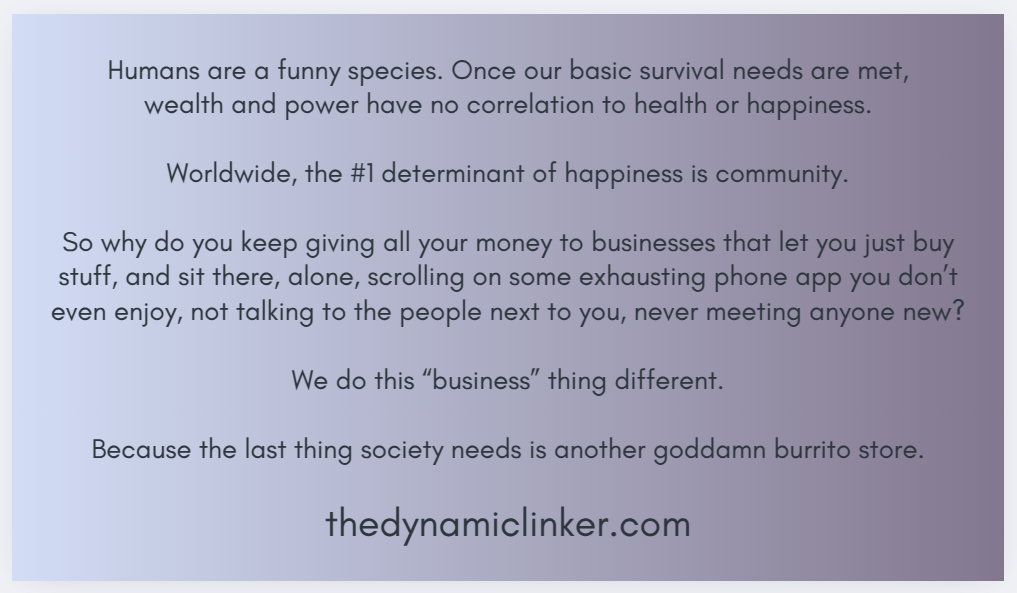 Humans are a funny species. Once our basic survival needs are met,
wealth and power have no correlation to health or happiness.
Worldwide, the #1 determinant of happiness is community.
So why do you keep giving all your money to businesses that let you just buy
stuff, and sit there, alone, scrolling on some exhausting phone app you don’t
even enjoy, not talking to the people next to you, never meeting anyone new?
We do this “business” thing different.
Because the last thing society needs is another goddamn burrito store.
thedynamiclinker.com